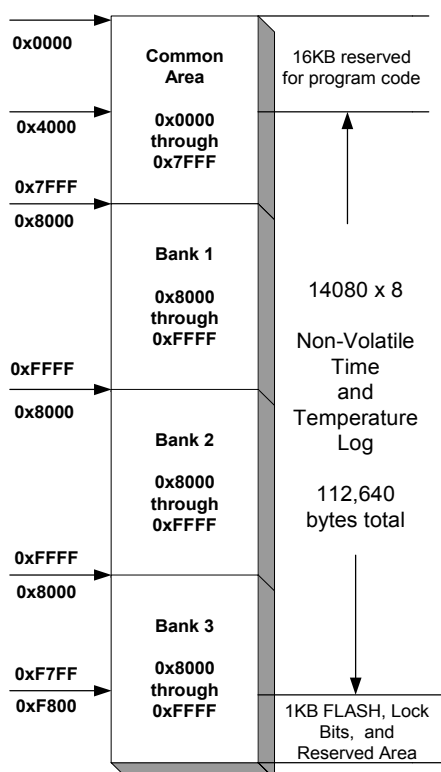 0x0000
0x4000
0x7FFF
0x8000
0xFFFF
0x8000
0xFFFF
0x8000
0xF7FF
0xF800
Common
Area
0x0000
through
0x7FFF
Bank 1
0x8000
through
0xFFFF
Bank 2
0x8000
through
0xFFFF
Bank 3
0x8000
through
0xFFFF
16KB reserved
for program code
14080 x 8
Non-Volatile
Time
and
Temperature
Log
112,640
bytes total
1KB FLASH, Lock
Bits, and
Reserved Area